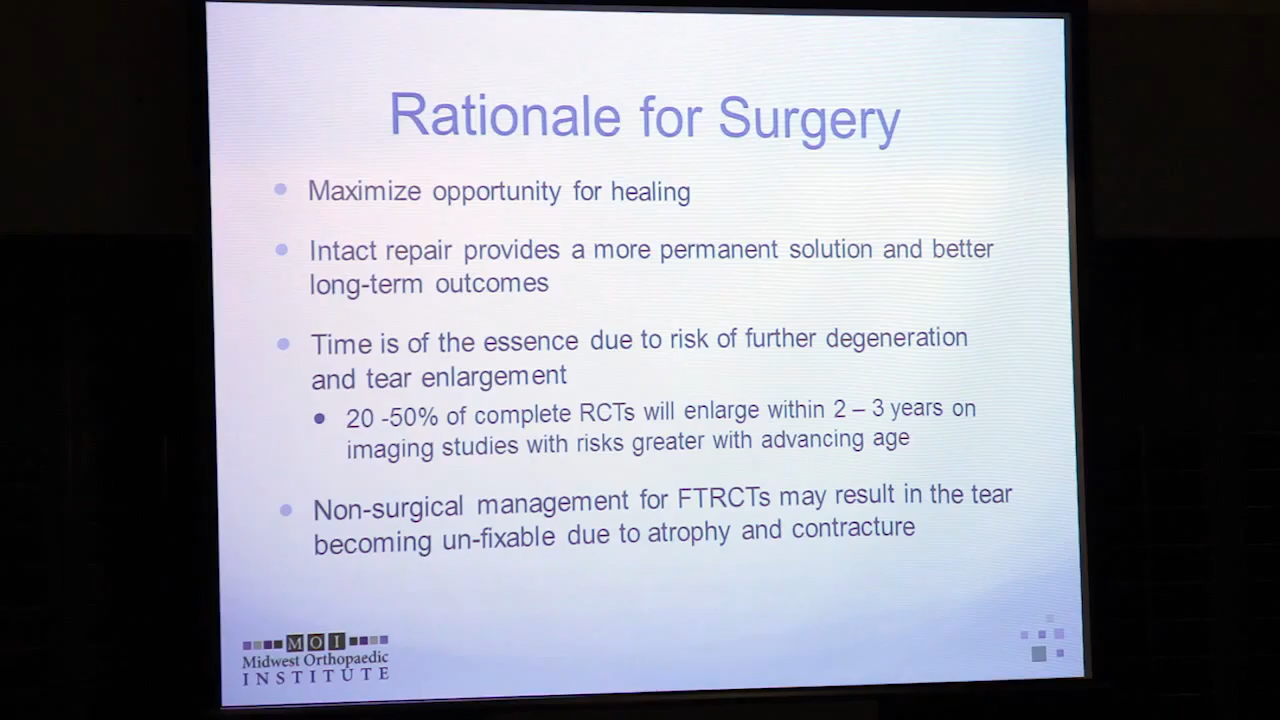 Rationale for Surgery
Maximize opportunity for healing
Intact repair provides a more permanent solution and better
long-term outcomes
Time is of the essence due to risk of further degeneration
and tear enlargement
20 -50% of complete RCTs will enlarge within 2 – 3 years on
imaging studies with risks greater with advancing age
Non-surgical management for FTRCTs may result in the tear
becoming un-fixable due to atrophy and contracture
MOI
Midwest Orthopaedic
INSTITUTE